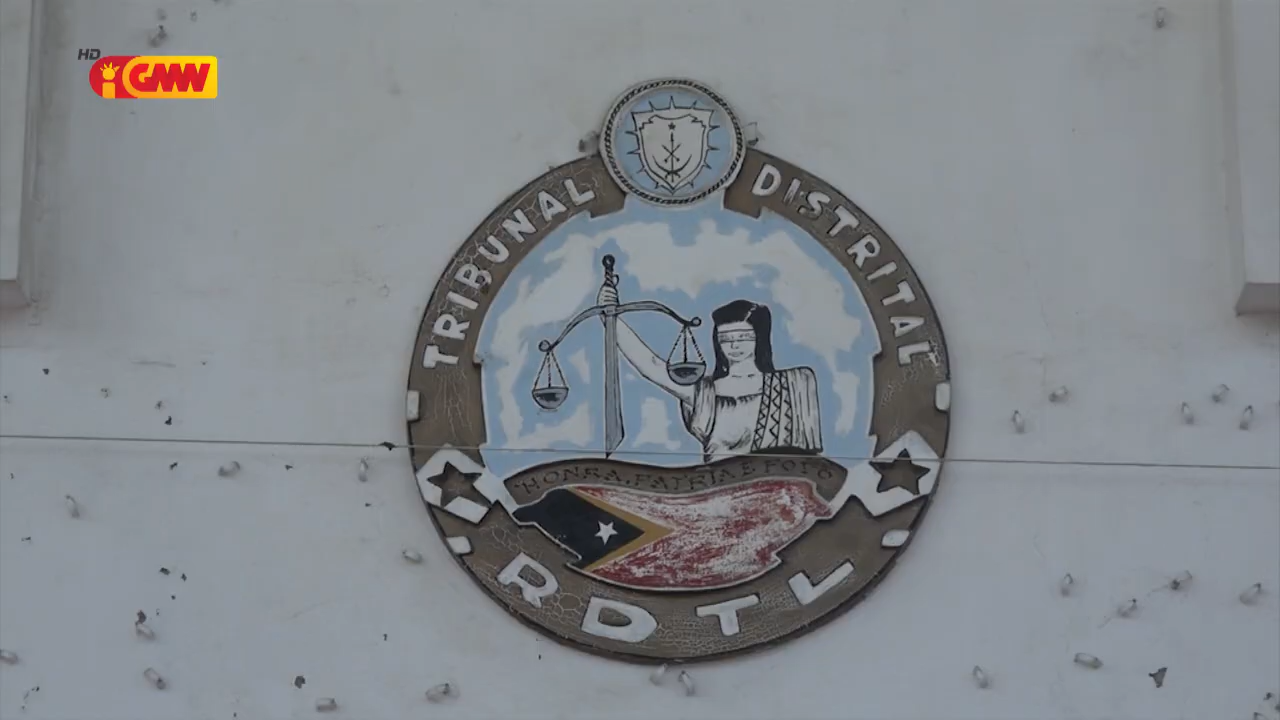 HD
GMN
TRIBUNAL DISTRITAL
HONRA, PATRIA E POVO
RDTL